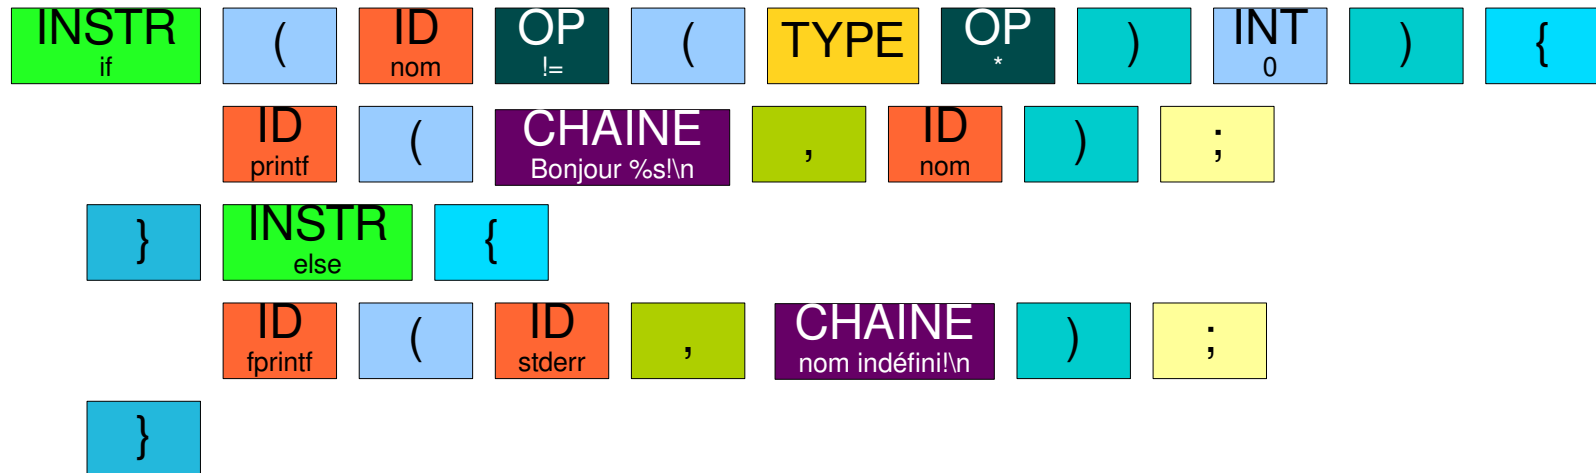 INSTR ( ID OP ( TYPE OP ) INT ) {
if nom != * 0
ID ( CHAINE , ID ) ;
printf Bonjour %s!\n nom
} INSTR {
else
ID ( ID , CHAINE ) ;
fprintf stderr nom indéfini!\n
}